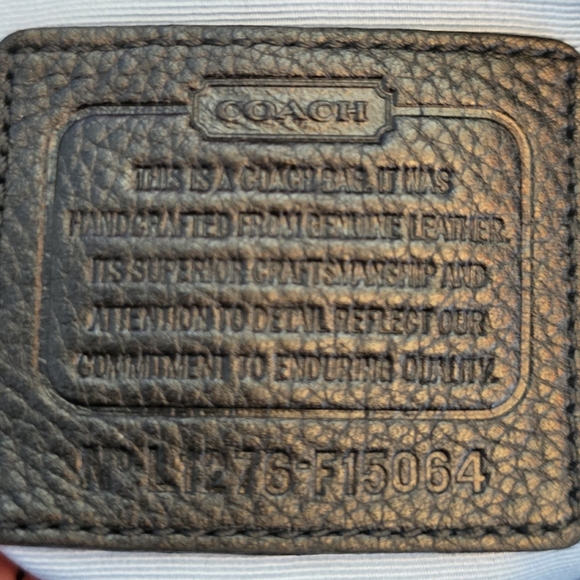 COACH
THIS IS A COACH BAG. IT WAS
HANDCRAFTED FROM GENUINE LEATHER.
ITS SUPERIOR CRAFTSMANSHIP AND
ATTENTION TO DETAIL REFLECT OUR
COMMITMENT TO ENDURING QUALITY.
Nº L1276-F15064